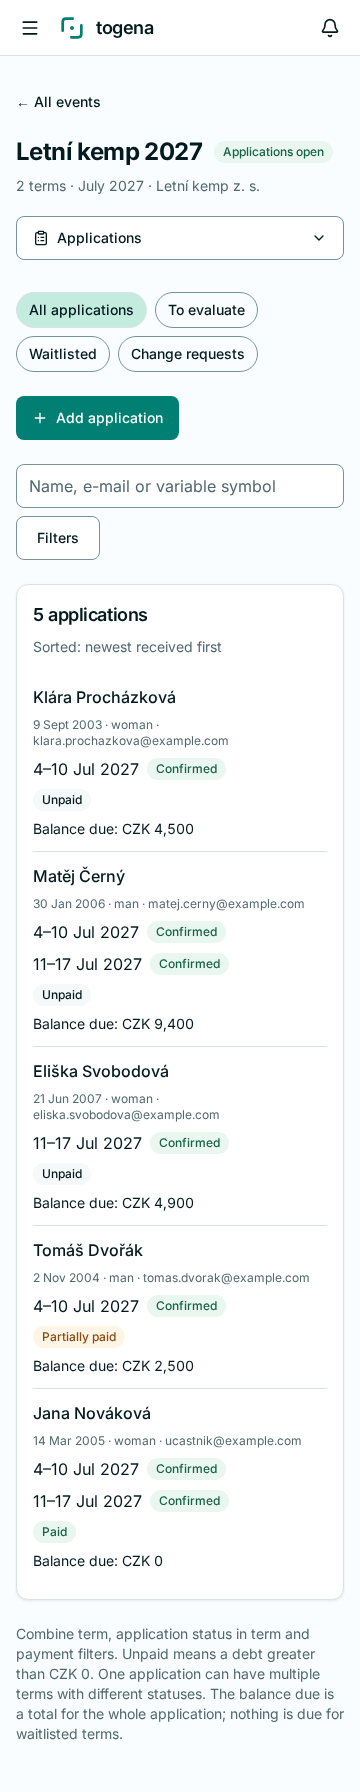 togena
← All events
Letní kemp 2027 Applications open
2 terms · July 2027 · Letní kemp z. s.
Applications
All applications To evaluate
Waitlisted Change requests
+ Add application
Name, e-mail or variable symbol
Filters
5 applications
Sorted: newest received first
Klára Procházková
9 Sept 2003 · woman ·
klara.prochazkova@example.com
4–10 Jul 2027 Confirmed
Unpaid
Balance due: CZK 4,500
Matěj Černý
30 Jan 2006 · man · matej.cerny@example.com
4–10 Jul 2027 Confirmed
11–17 Jul 2027 Confirmed
Unpaid
Balance due: CZK 9,400
Eliška Svobodová
21 Jun 2007 · woman ·
eliska.svobodova@example.com
11–17 Jul 2027 Confirmed
Unpaid
Balance due: CZK 4,900
Tomáš Dvořák
2 Nov 2004 · man · tomas.dvorak@example.com
4–10 Jul 2027 Confirmed
Partially paid
Balance due: CZK 2,500
Jana Nováková
14 Mar 2005 · woman · ucastnik@example.com
4–10 Jul 2027 Confirmed
11–17 Jul 2027 Confirmed
Paid
Balance due: CZK 0
Combine term, application status in term and
payment filters. Unpaid means a debt greater
than CZK 0. One application can have multiple
terms with different statuses. The balance due is
a total for the whole application; nothing is due for
waitlisted terms.